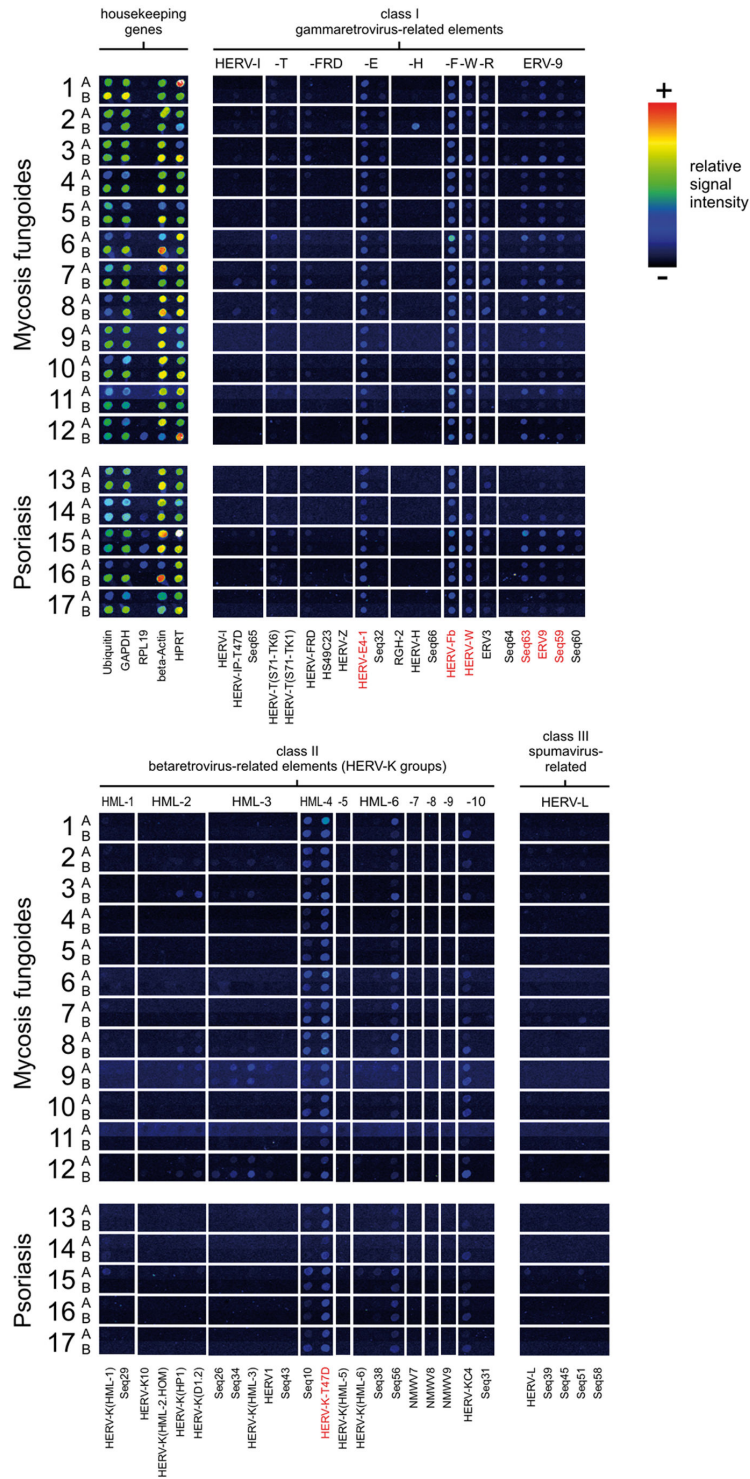 housekeeping
genes
class I
gammaretrovirus-related elements
HERV-I -T -FRD -E -H -F -W -R ERV-9
+
relative
signal
intensity
-
Mycosis fungoides
1 A
B
2 A
B
3 A
B
4 A
B
5 A
B
6 A
B
7 A
B
8 A
B
9 A
B
10 A
B
11 A
B
12 A
B
Psoriasis
13 A
B
14 A
B
15 A
B
16 A
B
17 A
B
Ubiquitin
GAPDH
RPL19
beta-Actin
HPRT
HERV-I
HERV-IP-T47D
Seq65
HERV-T(S71-TK6)
HERV-T(S71-TK1)
HERV-FRD
HS49C23
HERV-Z
HERV-E4-1
Seq32
RGH-2
HERV-H
Seq66
HERV-Fb
HERV-W
ERV3
Seq64
Seq63
ERV9
Seq59
Seq60
class II
betaretrovirus-related elements (HERV-K groups)
class III
spumavirus-
related
HML-1 HML-2 HML-3 HML-4 -5 HML-6 -7 -8 -9 -10 HERV-L
Mycosis fungoides
1 A
B
2 A
B
3 A
B
4 A
B
5 A
B
6 A
B
7 A
B
8 A
B
9 A
B
10 A
B
11 A
B
12 A
B
Psoriasis
13 A
B
14 A
B
15 A
B
16 A
B
17 A
B
HERV-K(HML-1)
Seq29
HERV-K10
HERV-K(HML-2.HOM)
HERV-K(HP1)
HERV-K(D1.2)
Seq26
Seq34
HERV-K(HML-3)
HERV1
Seq43
Seq10
HERV-K-T47D
HERV-K(HML-5)
HERV-K(HML-6)
Seq38
Seq56
NMWV7
NMWV8
NMWV9
HERV-KC4
Seq31
HERV-L
Seq39
Seq45
Seq51
Seq58